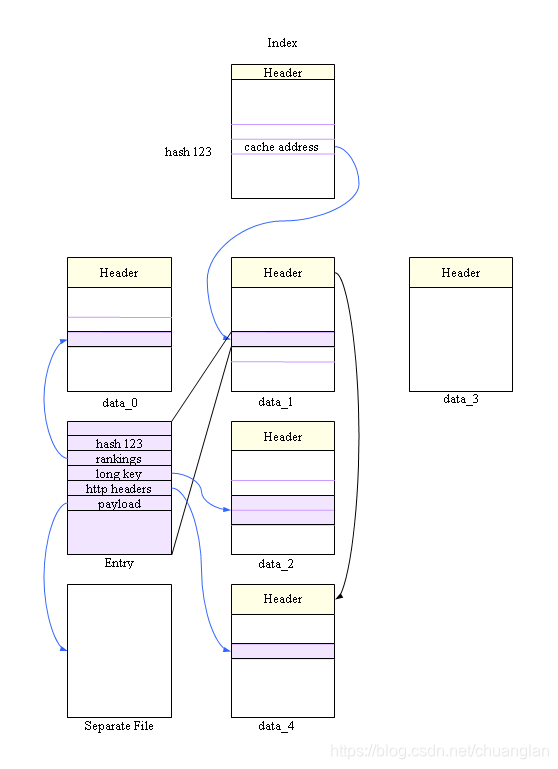 Index
Header
hash 123
cache address
Header
Header
Header
data_0
data_1
data_3
hash 123
rankings
long key
http headers
payload
Entry
Header
data_2
Separate File
Header
data_4
https://blog.csdn.net/chuanglan